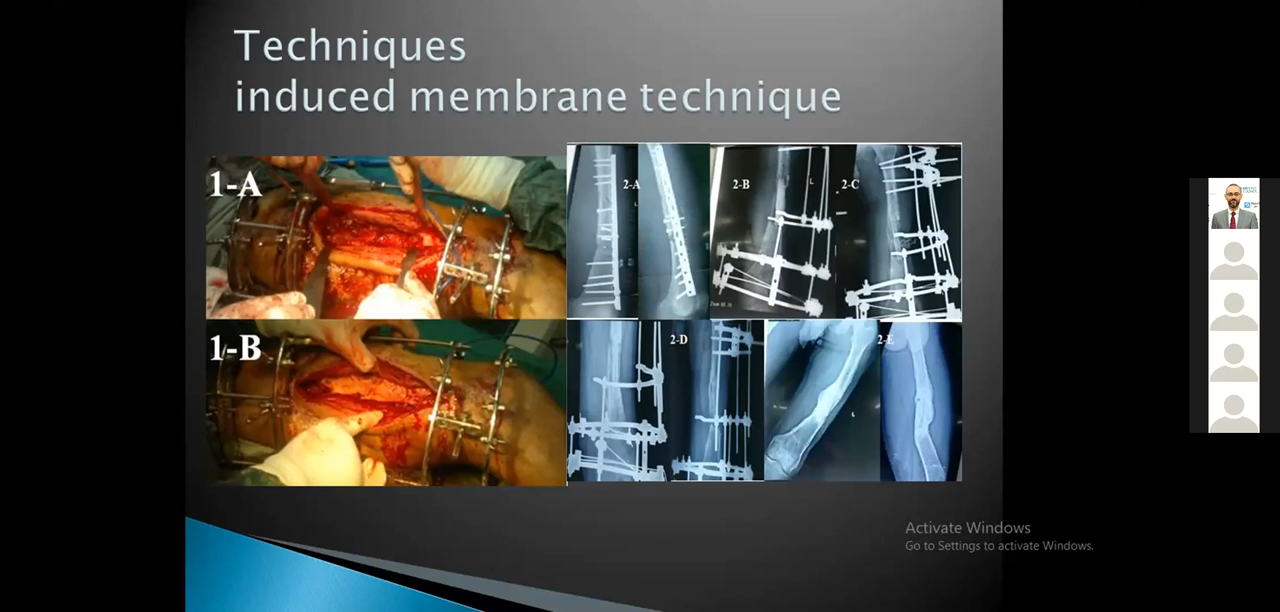 Techniques
induced membrane technique
1-A
2-A
2-B
2-C
L
L
1-B
2-D
2-E
L
Activate Windows
Go to Settings to activate Windows.